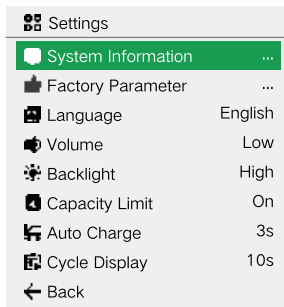 Settings
System Information ...
Factory Parameter ...
Language English
Volume Low
Backlight High
Capacity Limit On
Auto Charge 3s
Cycle Display 10s
Back